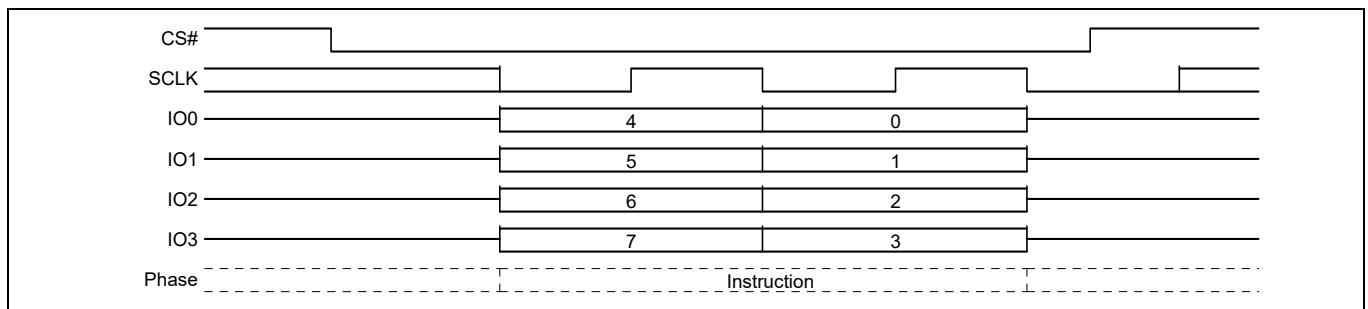 CS#
SCLK
IO0 4 0
IO1 5 1
IO2 6 2
IO3 7 3
Phase Instruction